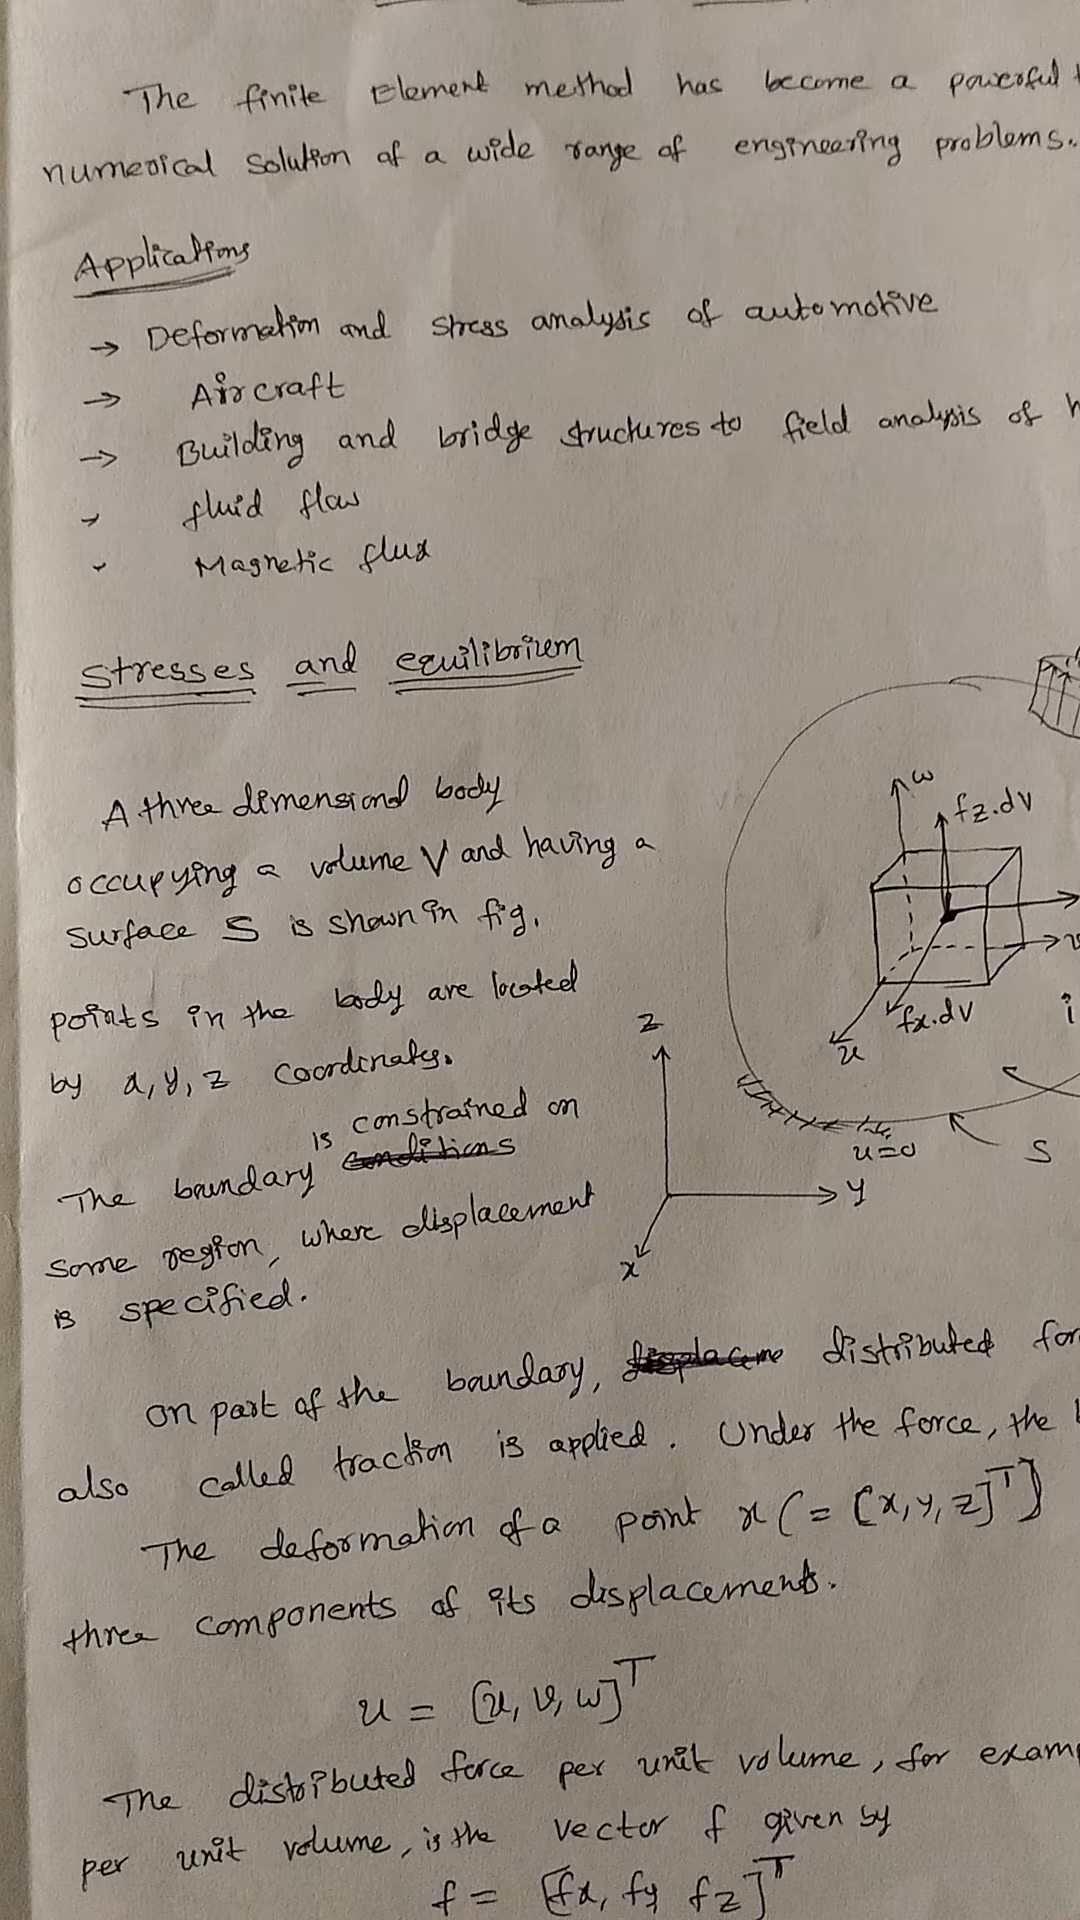 The finite Element method has become a powerful
numerical solution of a wide range of engineering problems.
Applications
→ Deformation and stress analysis of automotive
→ Aircraft
→ Building and bridge structures to field analysis of
fluid flow
Magnetic flux
Stresses and equilibrium
A three dimensional body
occupying a volume V and having a
surface S is shown in fig.
points in the body are located
by x, y, z coordinates.
is constrained on
The boundary conditions
some region, where displacement
is specified.
w
fz.dv
fx.dv
u
i
u=0
S
z
y
x
On part of the boundary, displaceme distributed for
also called traction is applied. Under the force, the
The deformation of a point x (= [x, y, z]ᵀ)
three components of its displacements.
u = [u, v, w]ᵀ
The distributed force per unit volume, for examp
per unit volume, is the vector f given by
f = [fx, fy fz]ᵀ